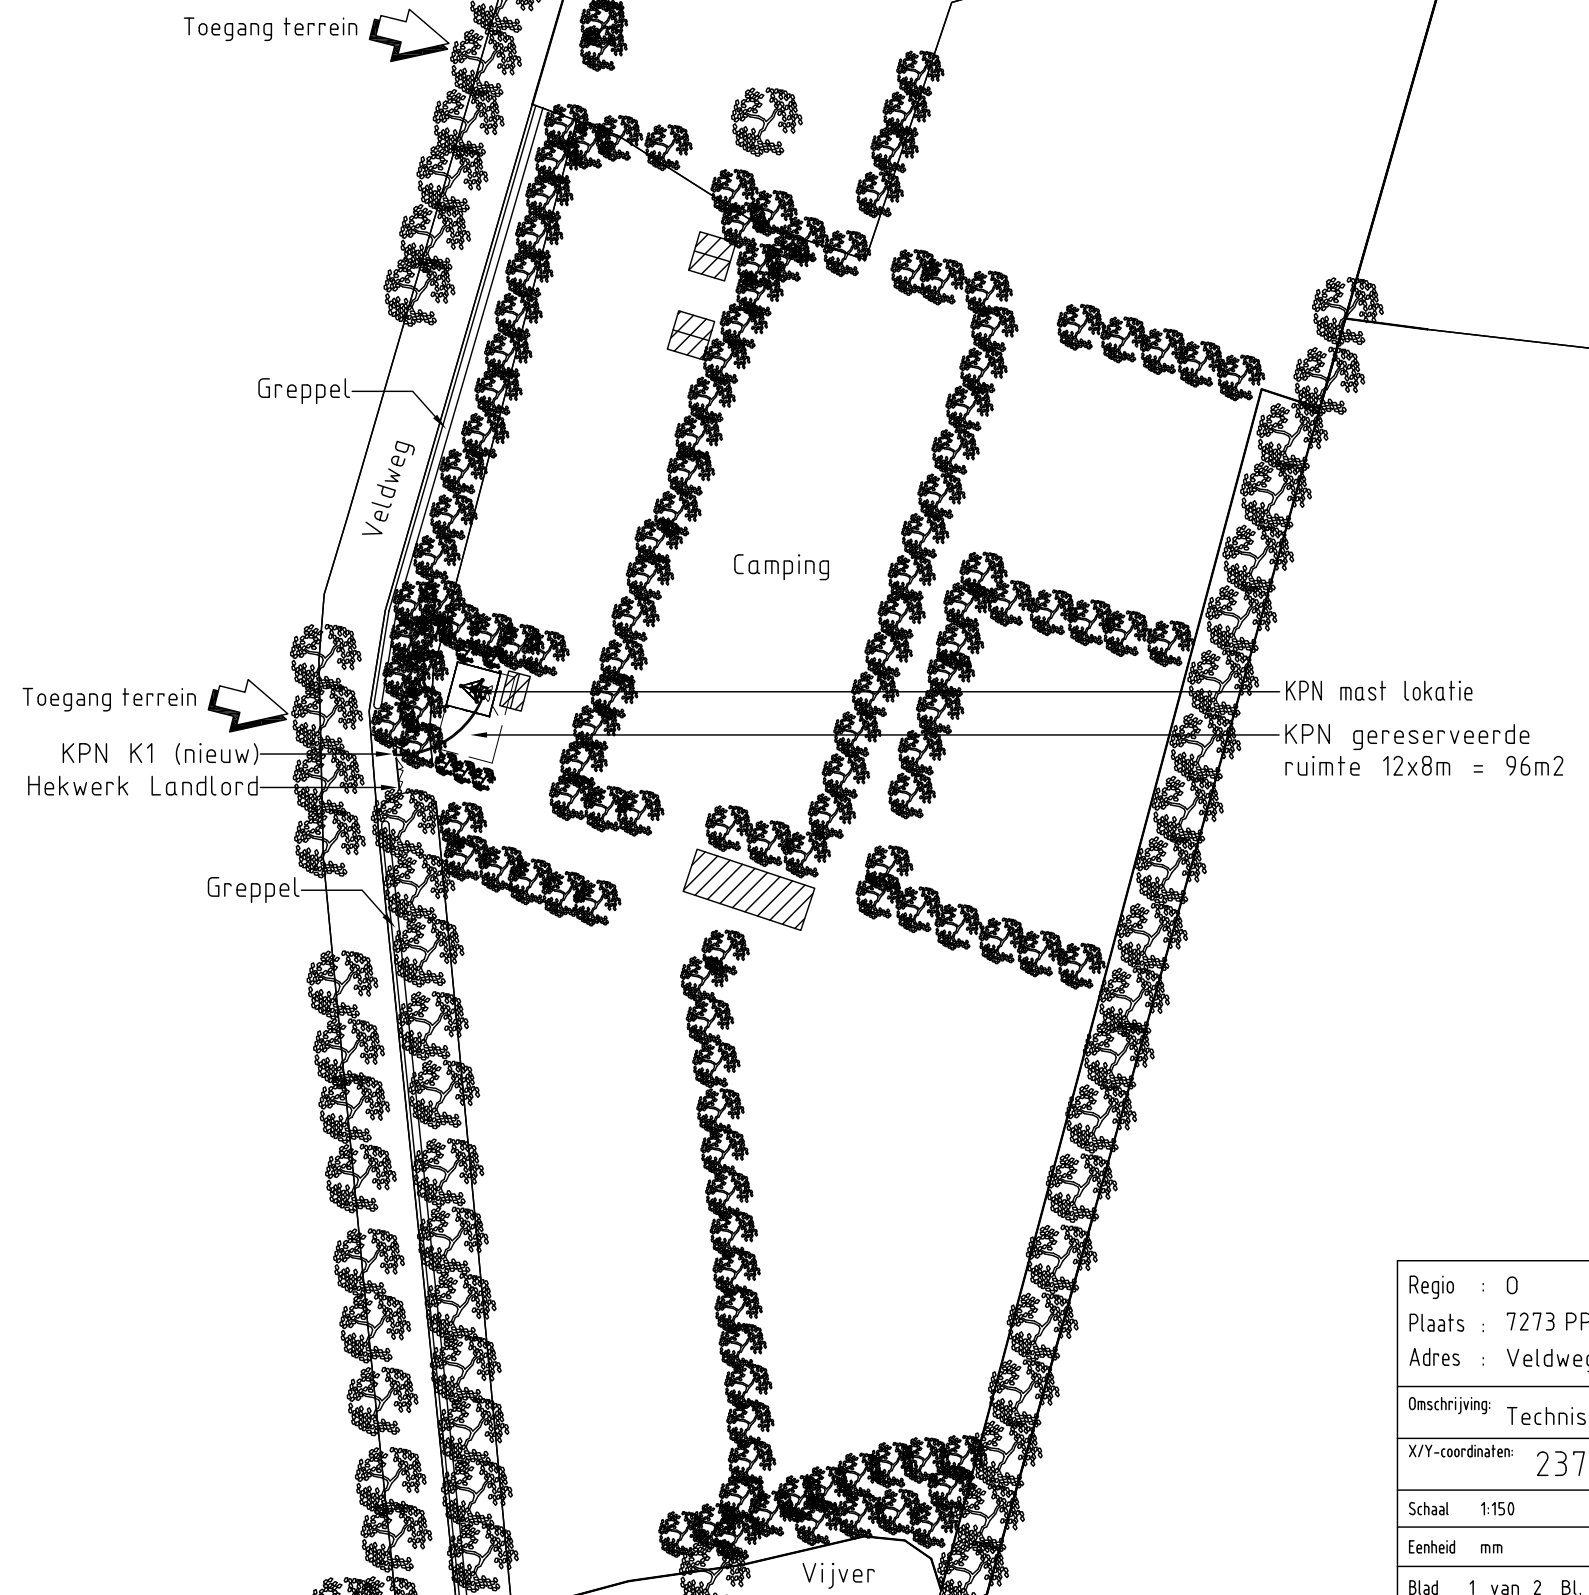 Toegang terrein
Greppel
Veldweg
Camping
Toegang terrein
KPN K1 (nieuw)
Hekwerk Landlord
KPN mast lokatie
KPN gereserveerde
ruimte 12x8m = 96m2
Greppel
Vijver
Regio : O
Plaats : 7273 PP
Adres : Veldweg
Omschrijving: Technis
X/Y-coordinaten: 237
Schaal 1:150
Eenheid mm
Blad 1 van 2 Bl